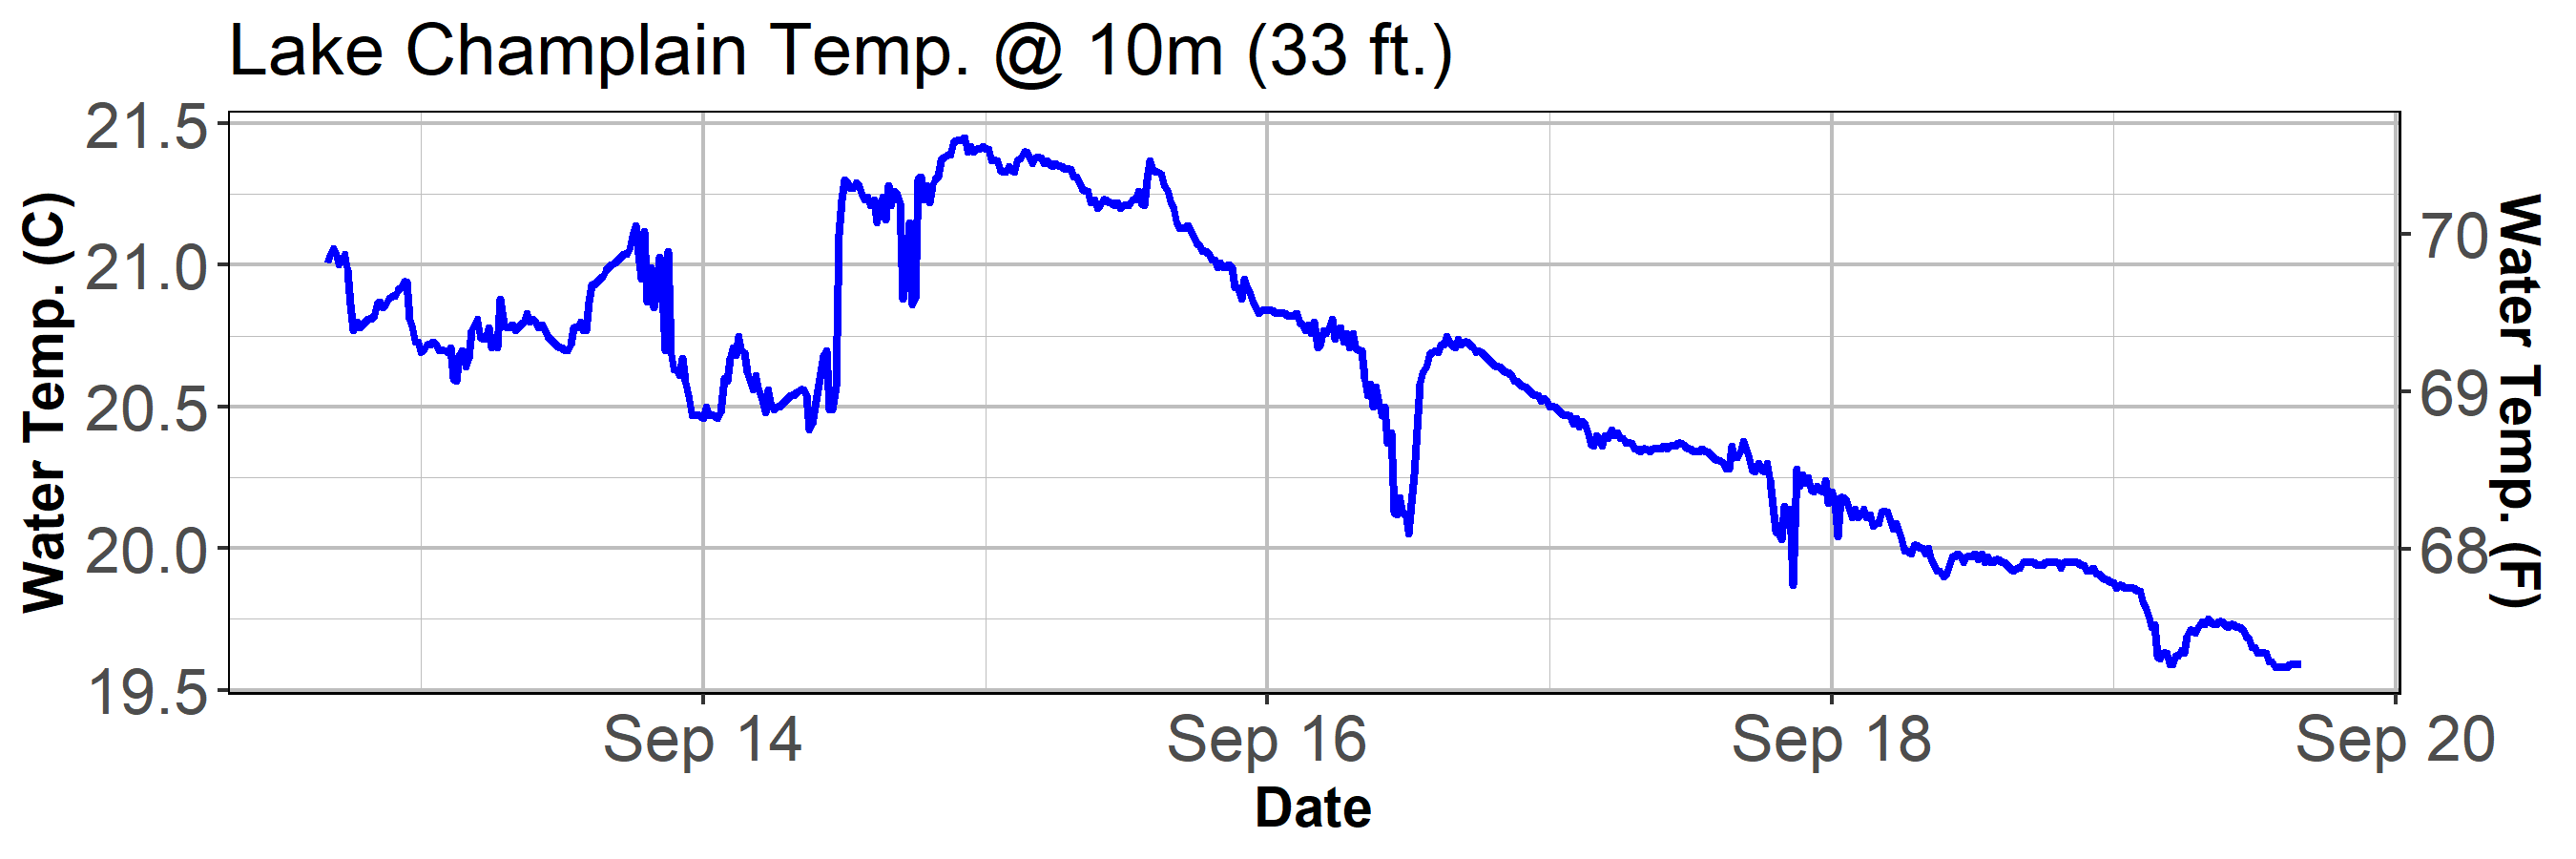 Lake Champlain Temp. @ 10m (33 ft.)
Water Temp. (C)
21.5
21.0
20.5
20.0
19.5
70
69
68
Water Temp. (F)
Sep 14
Sep 16
Sep 18
Sep 20
Date